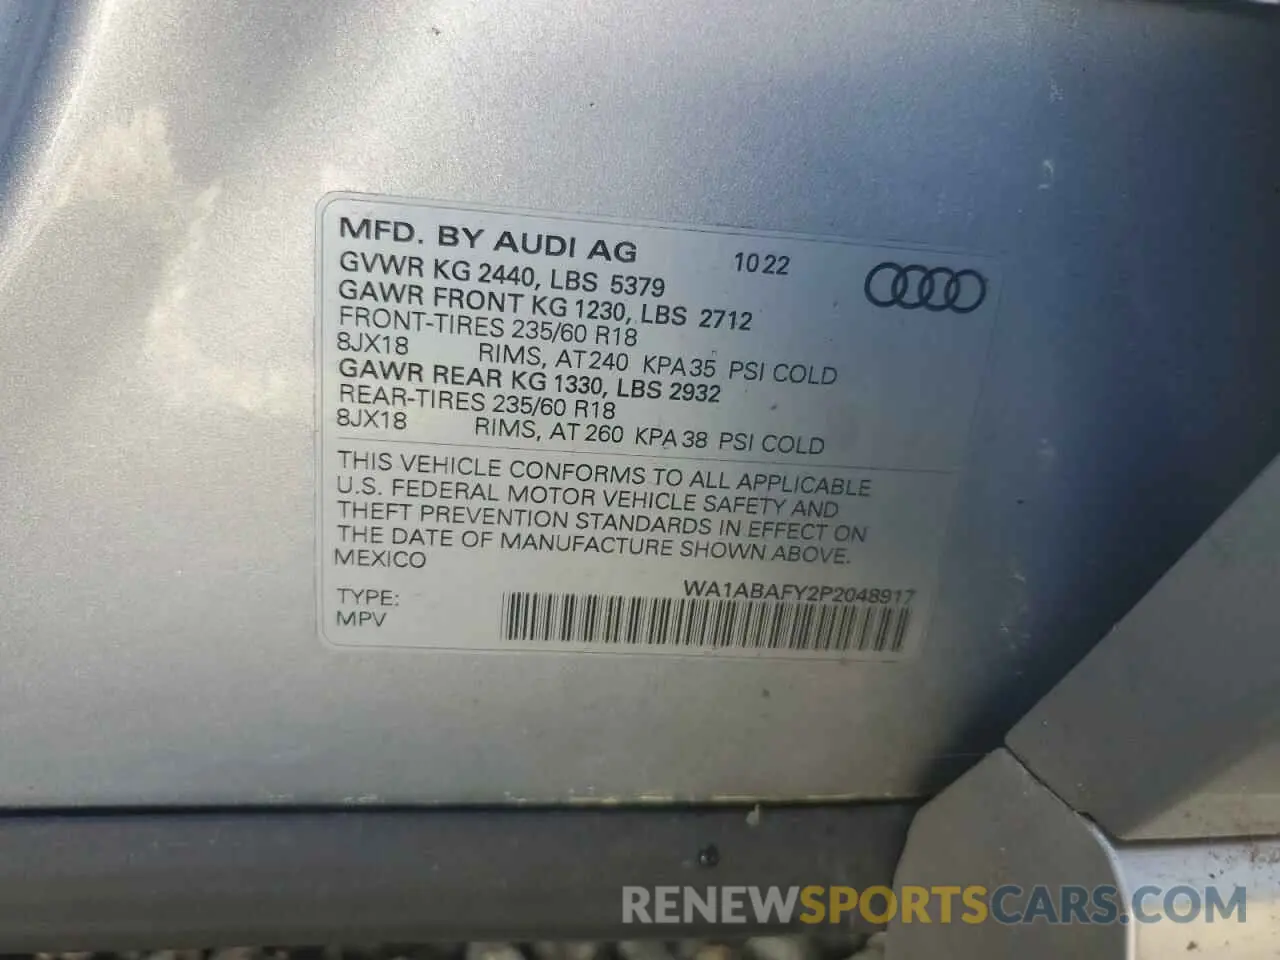 MFD. BY AUDI AG 1022
GVWR KG 2440, LBS 5379
GAWR FRONT KG 1230, LBS 2712
FRONT-TIRES 235/60 R18
8JX18 RIMS, AT 240 KPA 35 PSI COLD
GAWR REAR KG 1330, LBS 2932
REAR-TIRES 235/60 R18
8JX18 RIMS, AT 260 KPA 38 PSI COLD
THIS VEHICLE CONFORMS TO ALL APPLICABLE
U.S. FEDERAL MOTOR VEHICLE SAFETY AND
THEFT PREVENTION STANDARDS IN EFFECT ON
THE DATE OF MANUFACTURE SHOWN ABOVE.
MEXICO
WA1ABAFY2P2048917
TYPE:
MPV
RENEWSPORTSCARS.COM